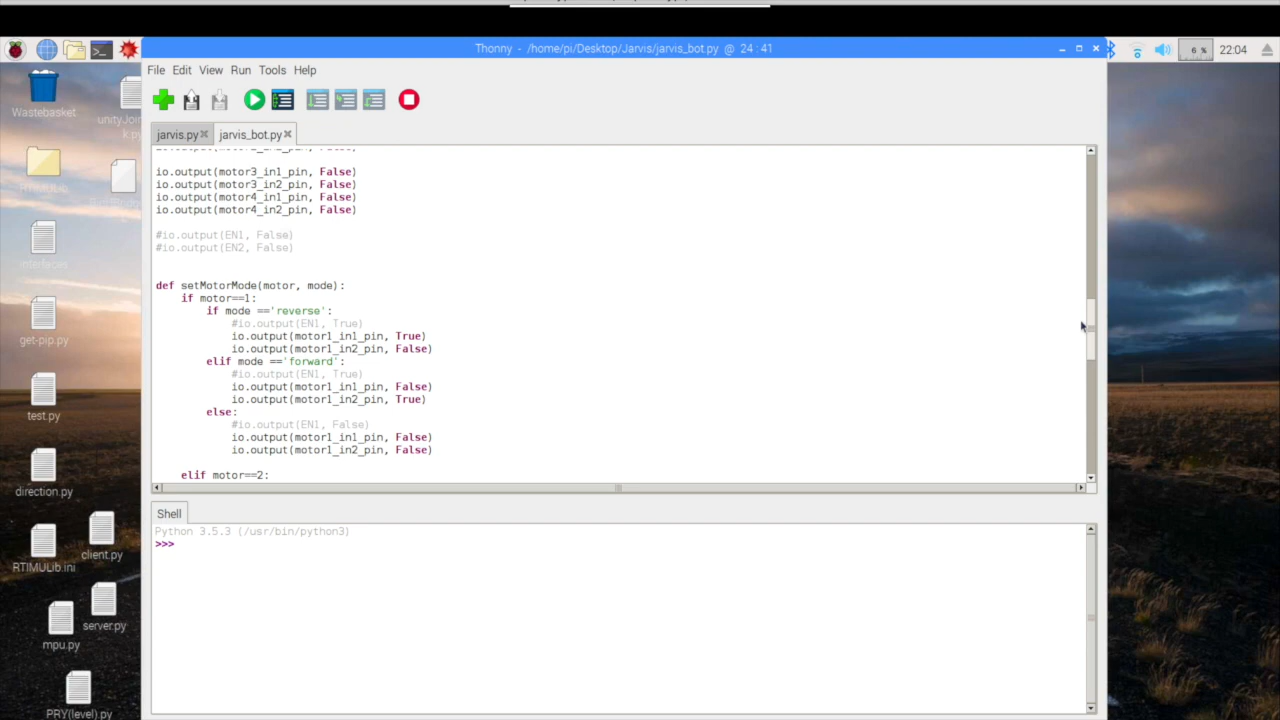 Thonny - /home/pi/Desktop/Jarvis/jarvis_bot.py @ 24:41
6 %
22:04
File Edit View Run Tools Help
jarvis.py
jarvis_bot.py
io.output(motor3_in1_pin, False)
io.output(motor3_in2_pin, False)
io.output(motor4_in1_pin, False)
io.output(motor4_in2_pin, False)
#io.output(EN1, False)
#io.output(EN2, False)
def setMotorMode(motor, mode):
if motor==1:
if mode =='reverse':
#io.output(EN1, True)
io.output(motor1_in1_pin, True)
io.output(motor1_in2_pin, False)
elif mode =='forward':
#io.output(EN1, True)
io.output(motor1_in1_pin, False)
io.output(motor1_in2_pin, True)
else:
#io.output(EN1, False)
io.output(motor1_in1_pin, False)
io.output(motor1_in2_pin, False)
elif motor==2:
Shell
Python 3.5.3 (/usr/bin/python3)
>>>
Wastebasket
RTIMULib
interfaces
get-pip.py
test.py
direction.py
client.py
RTIMULib.ini
server.py
mpu.py
PRY(level).py